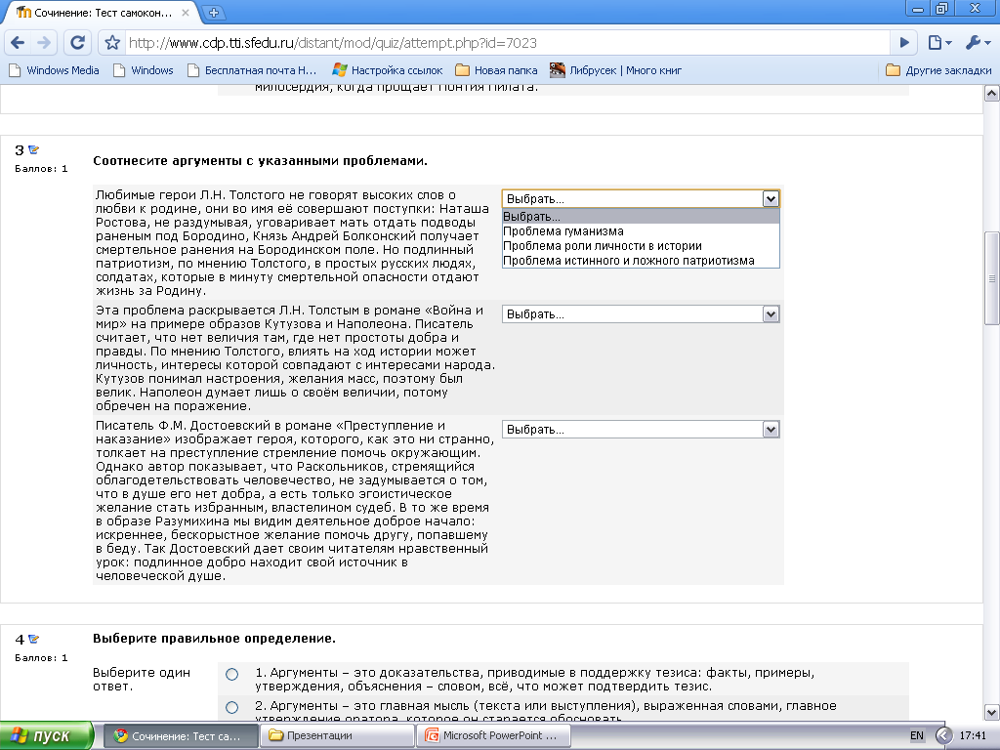 Сочинение: Тест самокон...
http://www.cdp.tti.sfedu.ru/distant/mod/quiz/attempt.php?id=7023
Windows Media Windows Бесплатная почта H... Настройка ссылок Новая папка Либрусек | Много книг Другие закладки
милосердия, когда прощает Понтия Пилата.
3
Баллов: 1
Соотнесите аргументы с указанными проблемами.
Любимые герои Л.Н. Толстого не говорят высоких слов о
любви к родине, они во имя её совершают поступки: Наташа
Ростова, не раздумывая, уговаривает мать отдать подводы
раненым под Бородино, Князь Андрей Болконский получает
смертельное ранения на Бородинском поле. Но подлинный
патриотизм, по мнению Толстого, в простых русских людях,
солдатах, которые в минуту смертельной опасности отдают
жизнь за Родину.
Выбрать...
Выбрать...
Проблема гуманизма
Проблема роли личности в истории
Проблема истинного и ложного патриотизма
Эта проблема раскрывается Л.Н. Толстым в романе «Война и
мир» на примере образов Кутузова и Наполеона. Писатель
считает, что нет величия там, где нет простоты добра и
правды. По мнению Толстого, влиять на ход истории может
личность, интересы которой совпадают с интересами народа.
Кутузов понимал настроения, желания масс, поэтому был
велик. Наполеон думает лишь о своём величии, потому
обречен на поражение.
Выбрать...
Писатель Ф.М. Достоевский в романе «Преступление и
наказание» изображает героя, которого, как это ни странно,
толкает на преступление стремление помочь окружающим.
Однако автор показывает, что Раскольников, стремящийся
облагодетельствовать человечество, не задумывается о том,
что в душе его нет добра, а есть только эгоистическое
желание стать избранным, властелином судеб. В то же время
в образе Разумихина мы видим деятельное доброе начало:
искреннее, бескорыстное желание помочь другу, попавшему
в беду. Так Достоевский дает своим читателям нравственный
урок: подлинное добро находит свой источник в
человеческой душе.
Выбрать...
4
Баллов: 1
Выберите правильное определение.
Выберите один
ответ.
1. Аргументы – это доказательства, приводимые в поддержку тезиса: факты, примеры,
утверждения, объяснения – словом, всё, что может подтвердить тезис.
2. Аргументы – это главная мысль (текста или выступления), выраженная словами, главное
утверждение оратора, которое он старается обосновать.
пуск Сочинение: Тест са... Презентации Microsoft PowerPoint ... EN 17:41